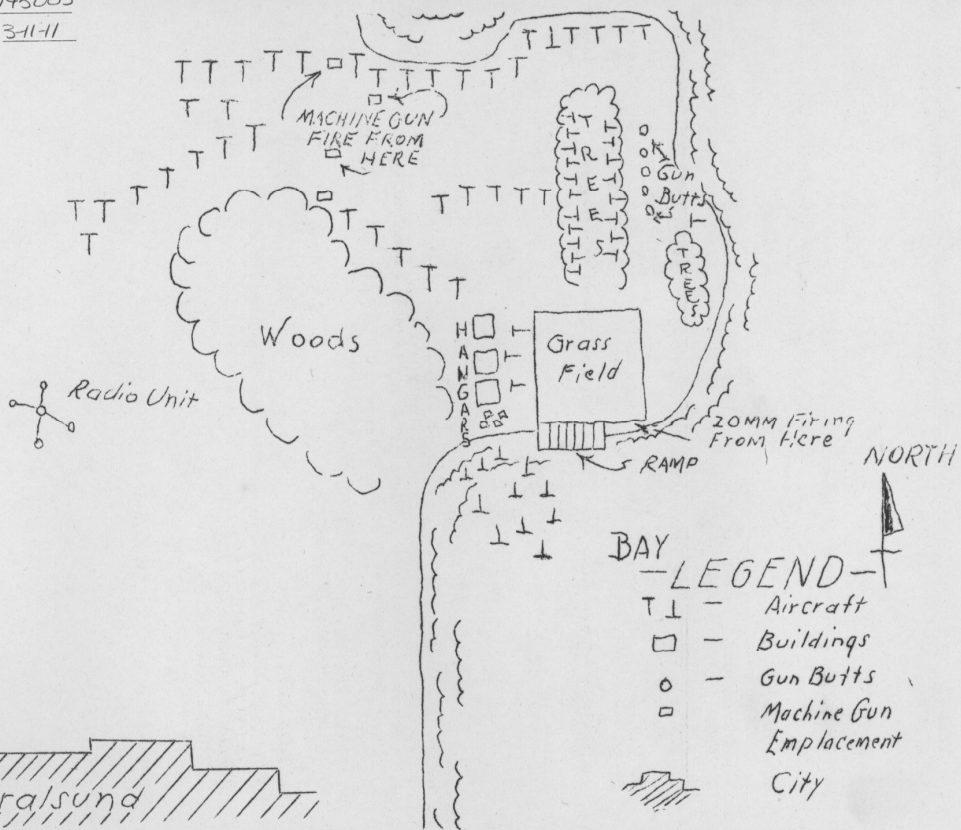 3-11-11
MACHINE GUN
FIRE FROM
HERE
TREES
Gun
Butts
TREE
Woods
HANGARS
Grass
Field
Radio Unit
20MM Firing
From Here
RAMP
NORTH
BAY
- LEGEND -
- Aircraft
- Buildings
- Gun Butts
Machine Gun
Emplacement
City
ralsund